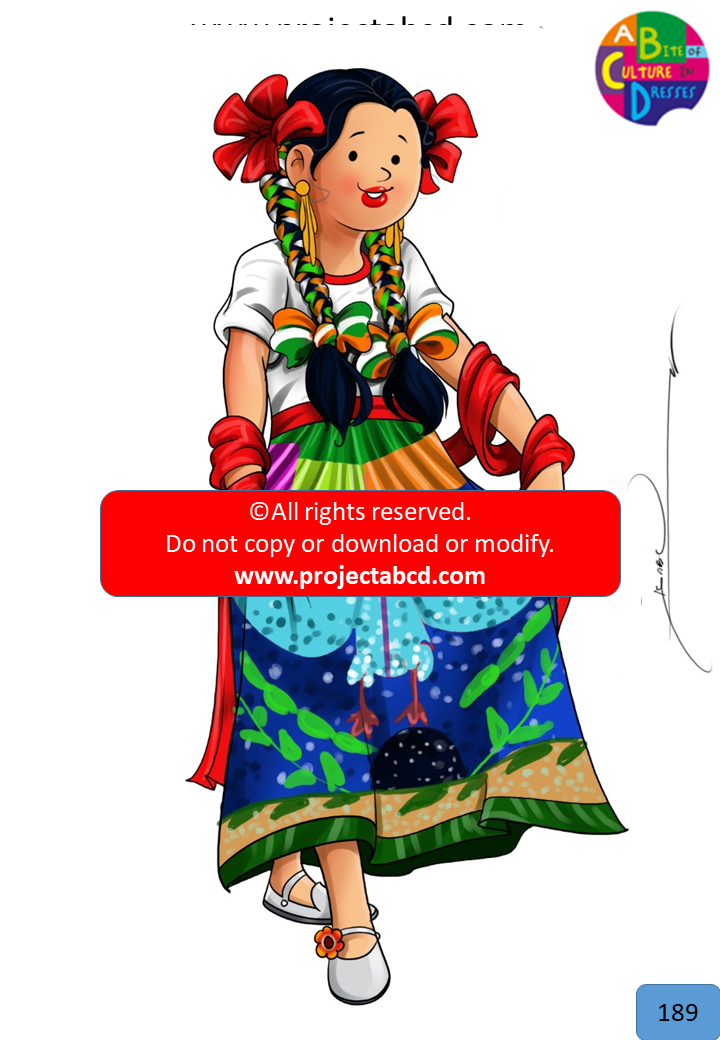 www.projectabcd.com
A BITE OF
CULTURE IN
DRESSES
©All rights reserved.
Do not copy or download or modify.
www.projectabcd.com
189